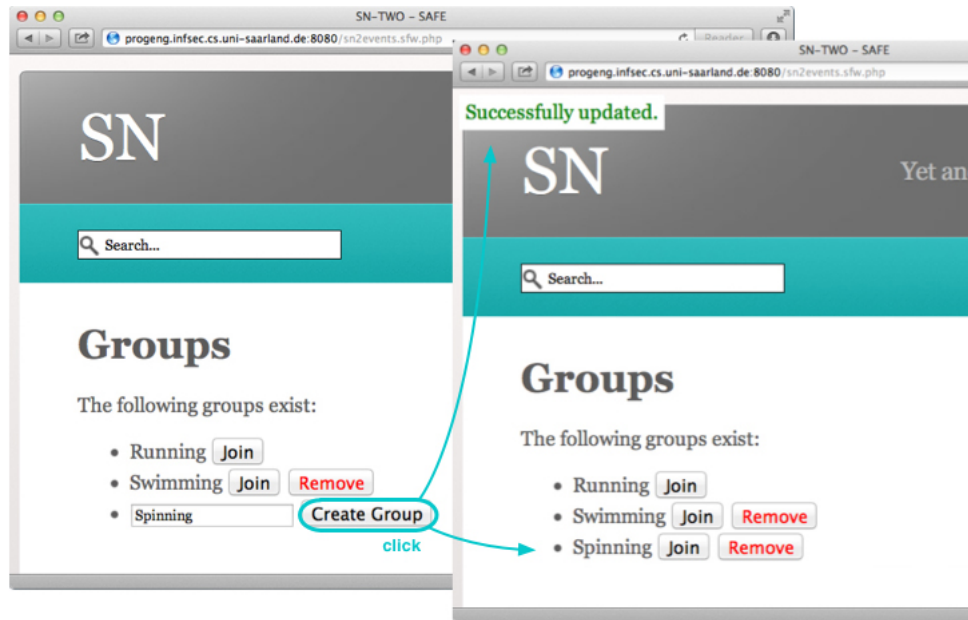 SN-TWO – SAFE
progeng.infsec.cs.uni-saarland.de:8080/sn2events.sfw.php
Reader
SN
Search...
Groups
The following groups exist:
Running Join
Swimming Join Remove
Spinning Create Group
click
SN-TWO – SAFE
progeng.infsec.cs.uni-saarland.de:8080/sn2events.sfw.php
Successfully updated.
SN
Yet an
Search...
Groups
The following groups exist:
Running Join
Swimming Join Remove
Spinning Join Remove